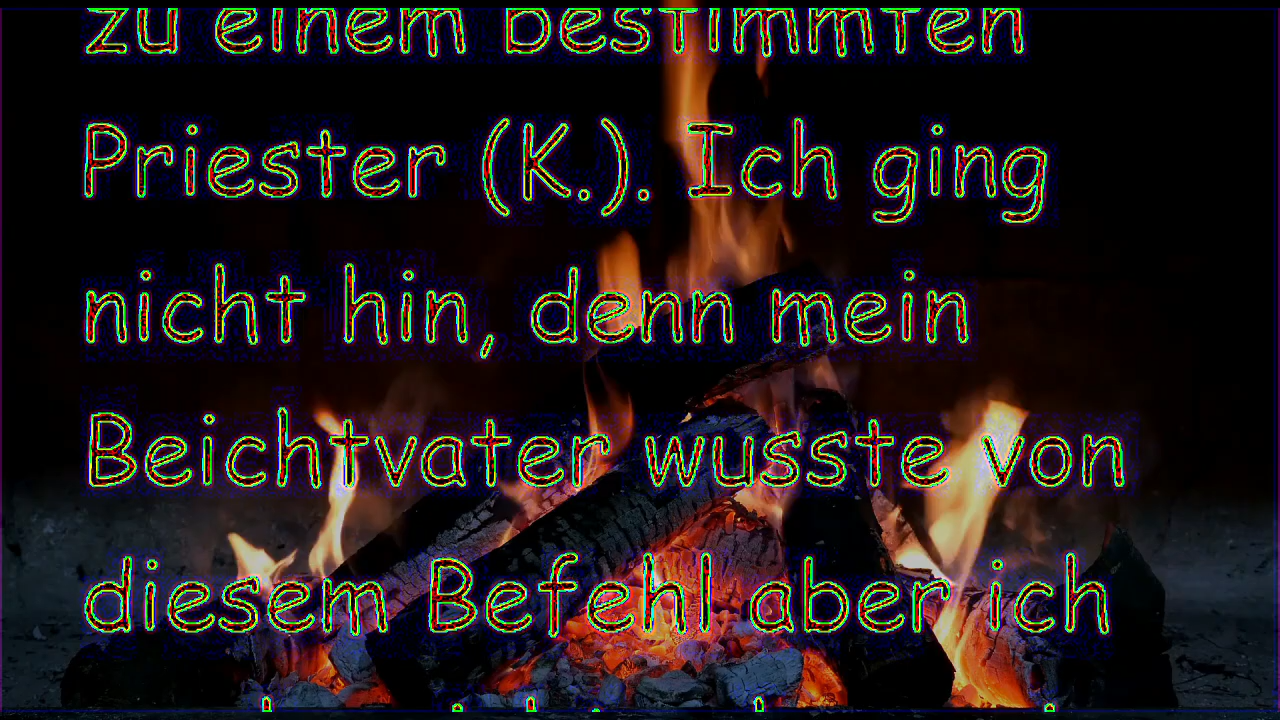 zu einem bestimmten
Priester (K.). Ich ging
nicht hin, denn mein
Beichtvater wusste von
diesem Befehl aber ich